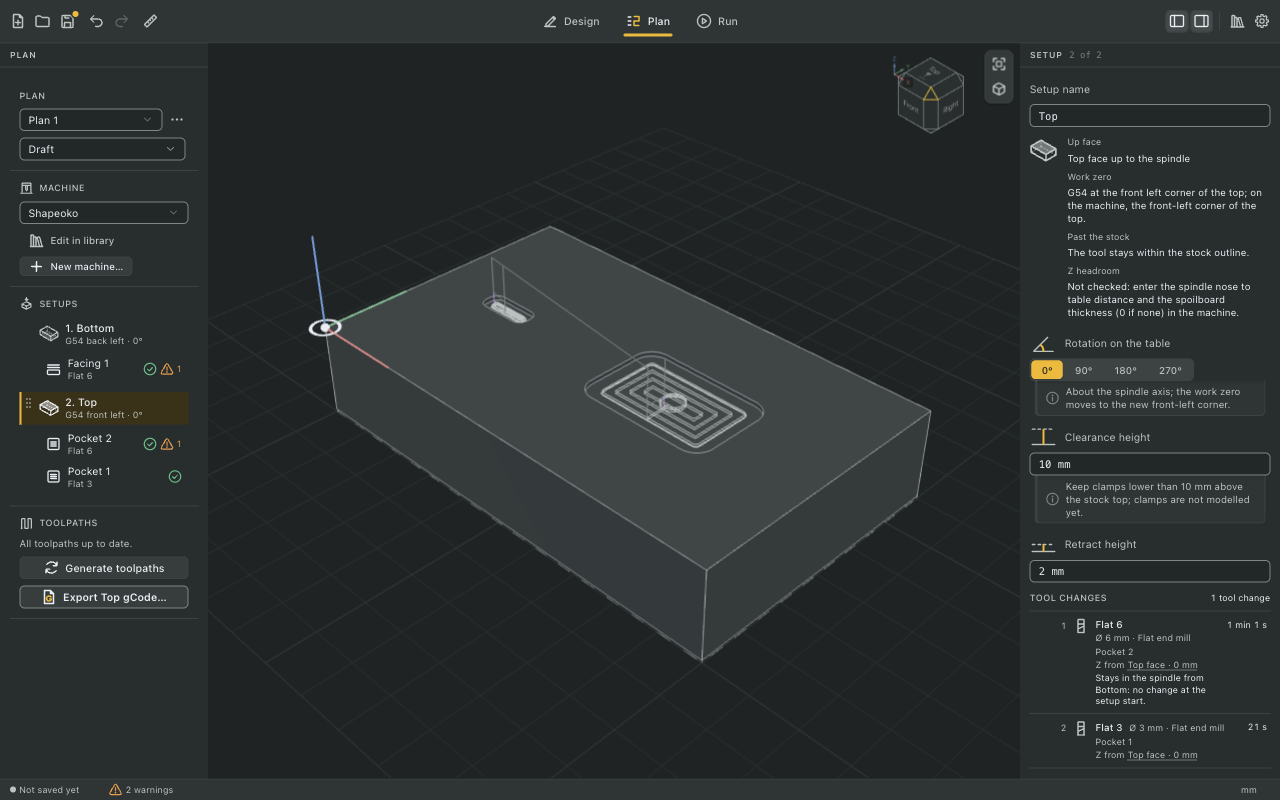 Design
Plan
Run
PLAN
SETUP 2 of 2
PLAN
Plan 1
Draft
MACHINE
Shapeoko
Edit in library
New machine...
SETUPS
1. Bottom
G54 back left · 0°
Facing 1
Flat 6
1
2. Top
G54 front left · 0°
Pocket 2
Flat 6
1
Pocket 1
Flat 3
TOOLPATHS
All toolpaths up to date.
Generate toolpaths
Export Top gCode...
Top
Front
Right
Setup name
Top
Up face
Top face up to the spindle
Work zero
G54 at the front left corner of the top; on
the machine, the front-left corner of the
top.
Past the stock
The tool stays within the stock outline.
Z headroom
Not checked: enter the spindle nose to
table distance and the spoilboard
thickness (0 if none) in the machine.
Rotation on the table
0° 90° 180° 270°
About the spindle axis; the work zero
moves to the new front-left corner.
Clearance height
10 mm
Keep clamps lower than 10 mm above
the stock top; clamps are not modelled
yet.
Retract height
2 mm
TOOL CHANGES 1 tool change
1 Flat 6 1 min 1 s
Ø 6 mm · Flat end mill
Pocket 2
Z from Top face · 0 mm
Stays in the spindle from
Bottom: no change at the
setup start.
2 Flat 3 Ø 3 mm · Flat end mill 21 s
Pocket 1
Z from Top face · 0 mm
Not saved yet
2 warnings
mm